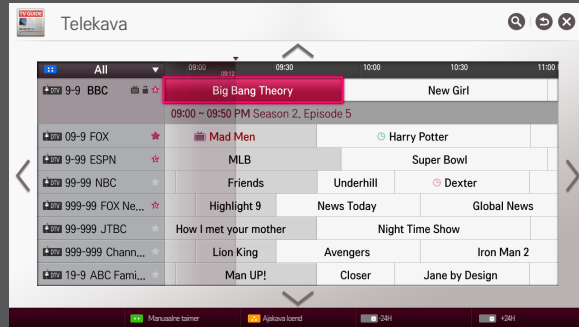 TV GUIDE
Telekava
All ▼ 09:00 09:12 09:30 10:00 10:30 11:00
DTV 9-9 BBC Big Bang Theory New Girl
09:00 ~ 09:50 PM Season 2, Episode 5
DTV 09-9 FOX Mad Men Harry Potter
DTV 9-99 ESPN MLB Super Bowl
DTV 99-99 NBC Friends Underhill Dexter
DTV 999-99 FOX Ne... Highlight 9 News Today Global News
DTV 99-999 JTBC How I met your mother Night Time Show
DTV 999-999 Chann... Lion King Avengers Iron Man 2
DTV 19-9 ABC Fami... Man UP! Closer Jane by Design
Manuaalne taimer Ajakava loend -24H +24H